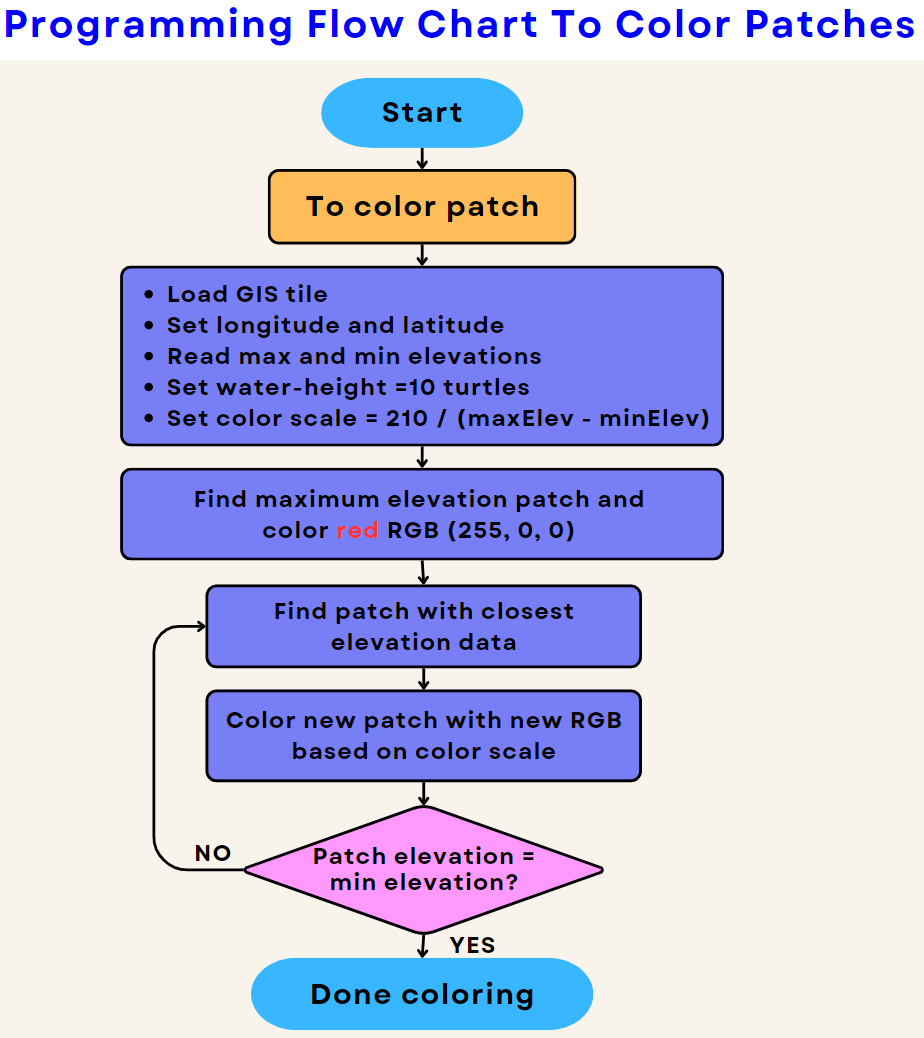 Programming Flow Chart To Color Patches
Start
To color patch
• Load GIS tile
• Set longitude and latitude
• Read max and min elevations
• Set water-height =10 turtles
• Set color scale = 210 / (maxElev - minElev)
Find maximum elevation patch and
color red RGB (255, 0, 0)
Find patch with closest
elevation data
Color new patch with new RGB
based on color scale
NO
Patch elevation =
min elevation?
YES
Done coloring